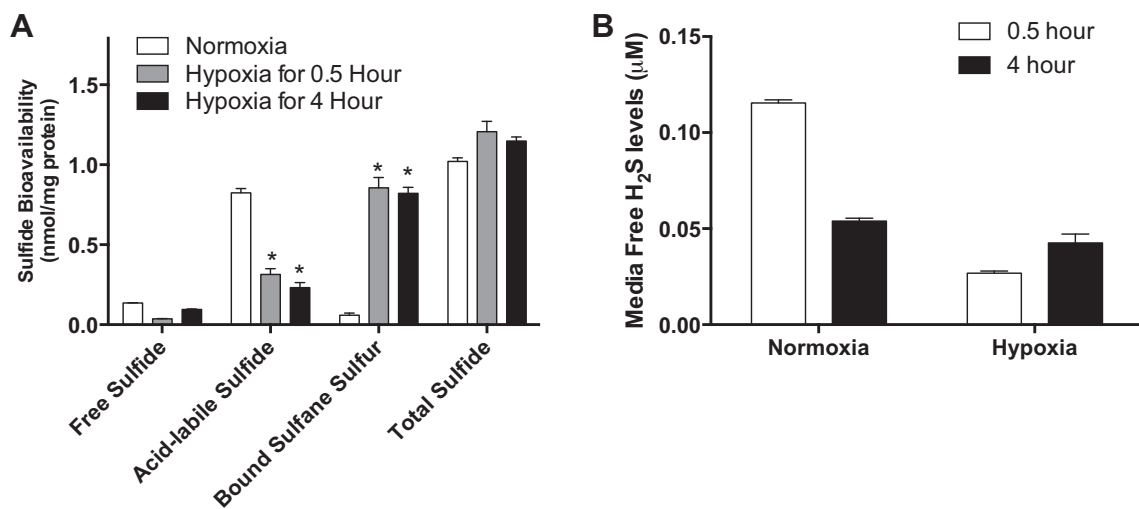 A
Normoxia
Hypoxia for 0.5 Hour
Hypoxia for 4 Hour
Sulfide Bioavailability
(nmol/mg protein)
1.5
1.0
0.5
0.0
*
*
*
*
Free Sulfide
Acid-labile Sulfide
Bound Sulfane Sulfur
Total Sulfide
B
0.5 hour
4 hour
Media Free H₂S levels (μM)
0.15
0.10
0.05
0.00
Normoxia
Hypoxia